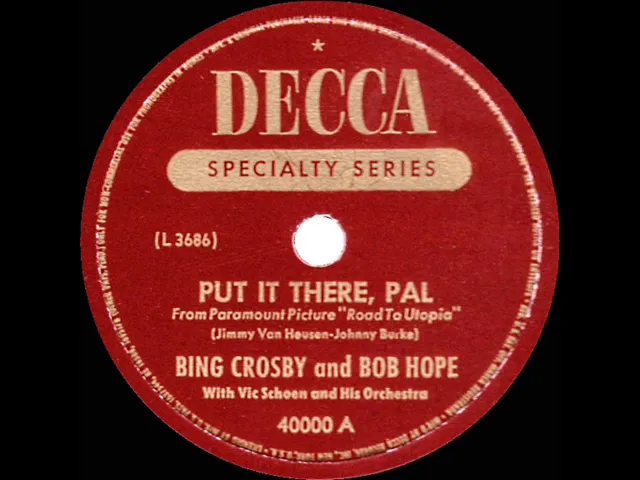 ★
DECCA
SPECIALTY SERIES
(L 3686)
PUT IT THERE, PAL
From Paramount Picture "Road To Utopia"
(Jimmy Van Heusen-Johnny Burke)
BING CROSBY and BOB HOPE
With Vic Schoen and His Orchestra
40000 A